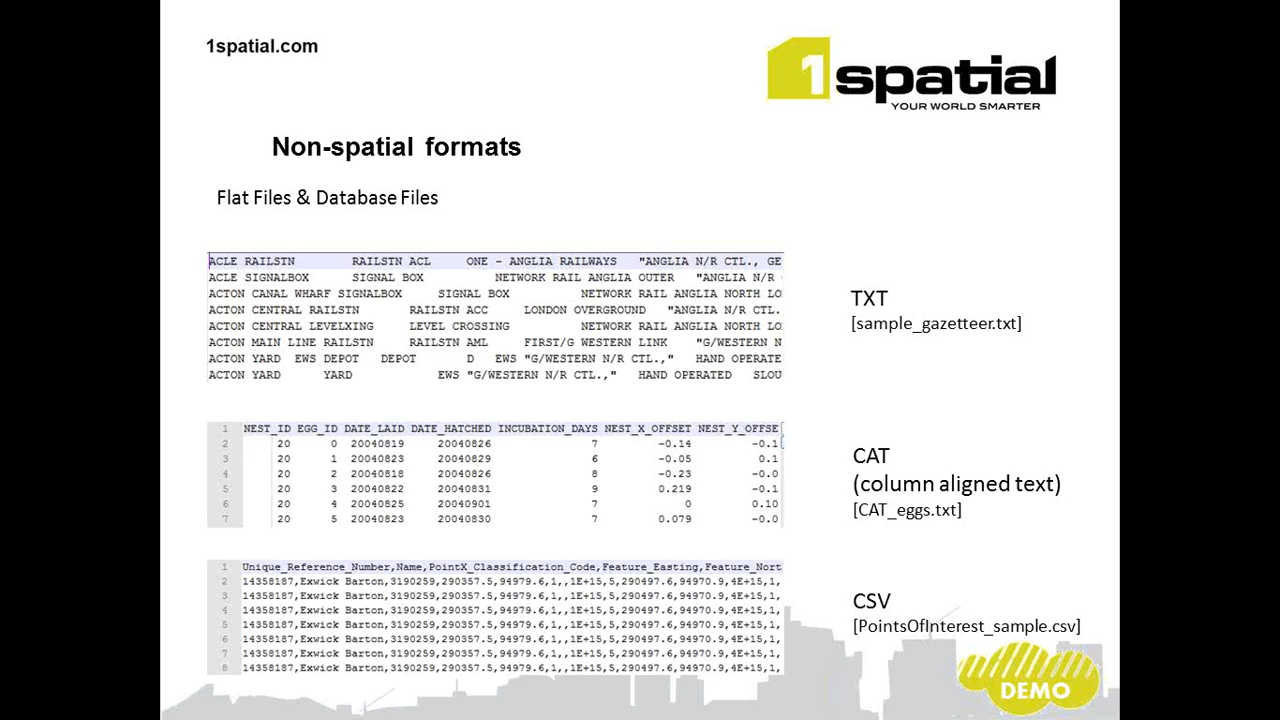 1spatial.com
1spatial
YOUR WORLD SMARTER
Non-spatial formats
Flat Files & Database Files
ACLE RAILSTN RAILSTN ACL ONE - ANGLIA RAILWAYS "ANGLIA N/R CTL., GE
ACLE SIGNALBOX SIGNAL BOX NETWORK RAIL ANGLIA OUTER "ANGLIA N/R
ACTON CANAL WHARF SIGNALBOX SIGNAL BOX NETWORK RAIL ANGLIA NORTH LO
ACTON CENTRAL RAILSTN RAILSTN ACC LONDON OVERGROUND "ANGLIA N/R CTL.
ACTON CENTRAL LEVELXING LEVEL CROSSING NETWORK RAIL ANGLIA NORTH LO
ACTON MAIN LINE RAILSTN RAILSTN AML FIRST/G WESTERN LINK "G/WESTERN N
ACTON YARD EWS DEPOT DEPOT D EWS "G/WESTERN N/R CTL.," HAND OPERATE
ACTON YARD YARD EWS "G/WESTERN N/R CTL.," HAND OPERATED SLOU
TXT
[sample_gazetteer.txt]
1 NEST_ID EGG_ID DATE_LAID DATE_HATCHED INCUBATION_DAYS NEST_X_OFFSET NEST_Y_OFFSE
2 20 0 20040819 20040826 7 -0.14 -0.1
3 20 1 20040823 20040829 6 -0.05 0.1
4 20 2 20040818 20040826 8 -0.23 -0.0
5 20 3 20040822 20040831 9 0.219 -0.1
6 20 4 20040825 20040901 7 0 0.10
7 20 5 20040823 20040830 7 0.079 -0.0
CAT
(column aligned text)
[CAT_eggs.txt]
1 Unique_Reference_Number,Name,PointX_Classification_Code,Feature_Easting,Feature_Nort
2 14358187,Exwick Barton,3190259,290357.5,94979.6,1,,1E+15,5,290497.6,94970.9,4E+15,1,
3 14358187,Exwick Barton,3190259,290357.5,94979.6,1,,1E+15,5,290497.6,94970.9,4E+15,1,
4 14358187,Exwick Barton,3190259,290357.5,94979.6,1,,1E+15,5,290497.6,94970.9,4E+15,1,
5 14358187,Exwick Barton,3190259,290357.5,94979.6,1,,1E+15,5,290497.6,94970.9,4E+15,1,
6 14358187,Exwick Barton,3190259,290357.5,94979.6,1,,1E+15,5,290497.6,94970.9,4E+15,1,
7 14358187,Exwick Barton,3190259,290357.5,94979.6,1,,1E+15,5,290497.6,94970.9,4E+15,1,
8 14358187,Exwick Barton,3190259,290357.5,94979.6,1,,1E+15,5,290497.6,94970.9,4E+15,1,
CSV
[PointsOfInterest_sample.csv]
DEMO